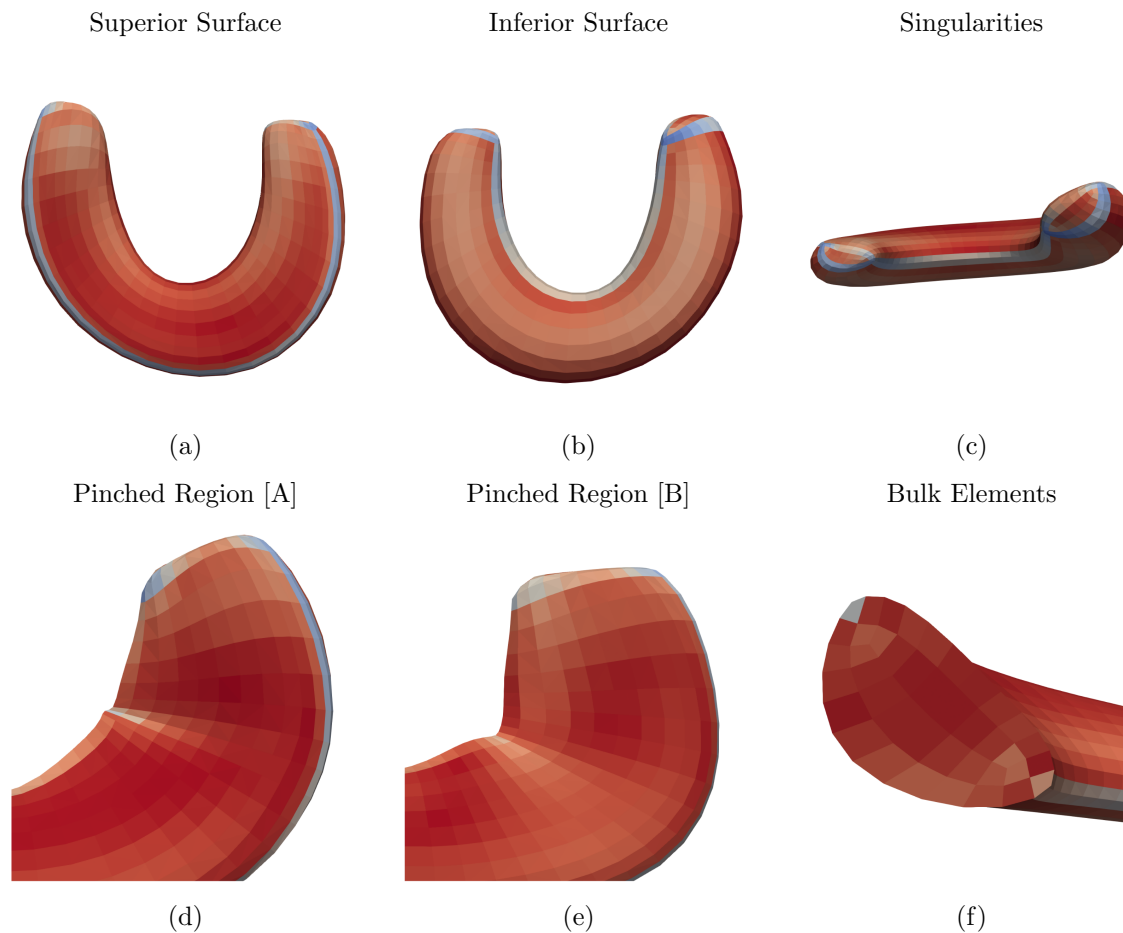 Superior Surface
Inferior Surface
Singularities
(a)
(b)
(c)
Pinched Region [A]
Pinched Region [B]
Bulk Elements
(d)
(e)
(f)